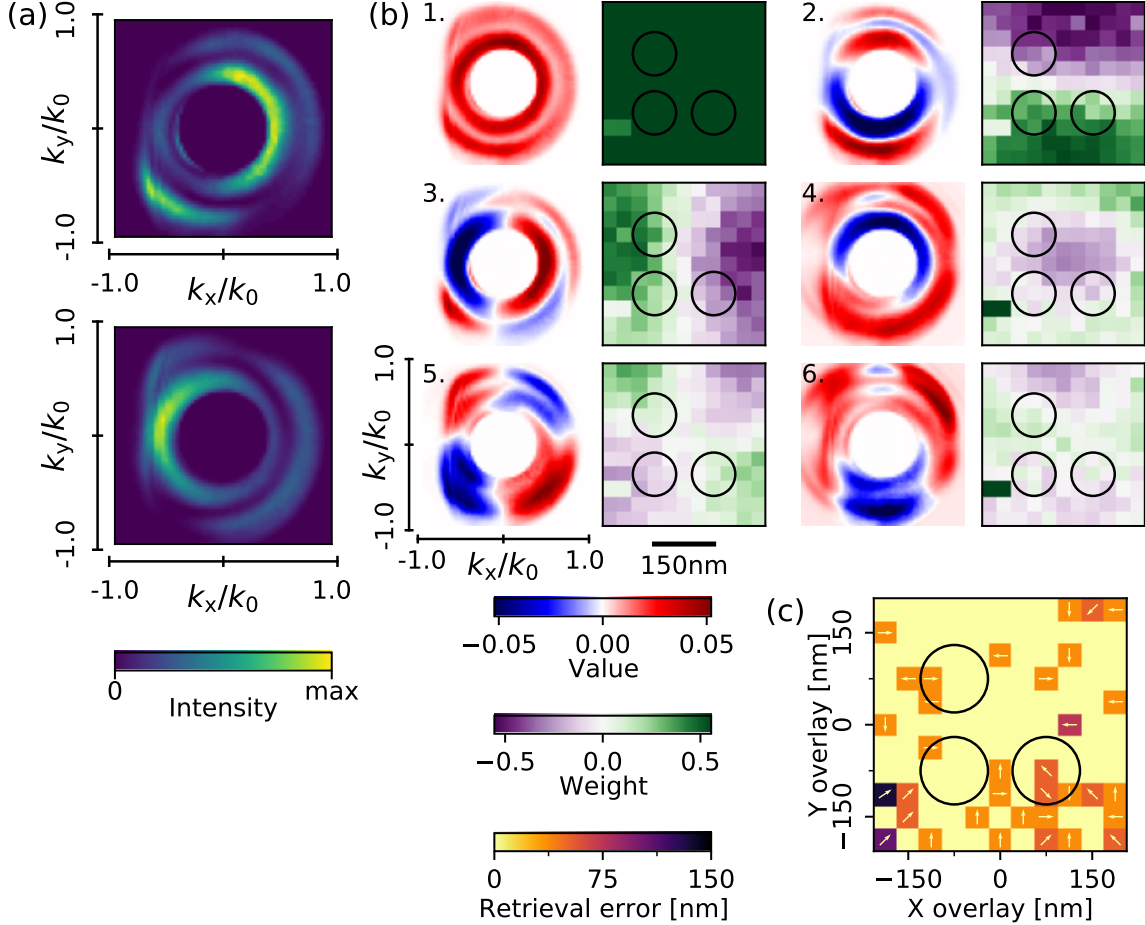 (a)
1.0
kᵧ/k₀
-1.0
-1.0
kₓ/k₀
1.0
1.0
kᵧ/k₀
-1.0
-1.0
kₓ/k₀
1.0
0
max
Intensity
(b)
1.
2.
3.
4.
5.
6.
1.0
kᵧ/k₀
-1.0
-1.0
kₓ/k₀
1.0
150nm
−0.05 0.00 0.05
Value
−0.5 0.0 0.5
Weight
0 75 150
Retrieval error [nm]
(c)
150
0
−150
Y overlay [nm]
−150 0 150
X overlay [nm]